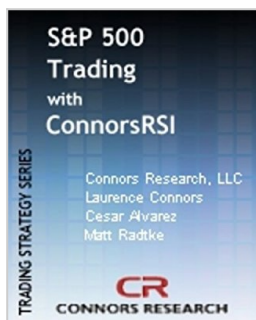 S&P 500
Trading
with
ConnorsRSI
Connors Research, LLC
Laurence Connors
Cesar Alvarez
Matt Radtke
TRADING STRATEGY SERIES
CR
CONNORS RESEARCH